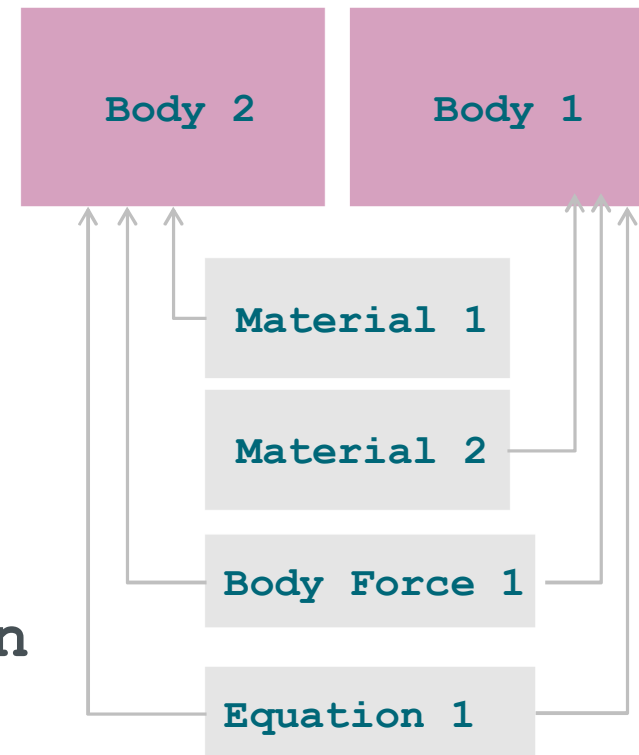 Body 2
Body 1
Material 1
Material 2
Body Force 1
n
Equation 1